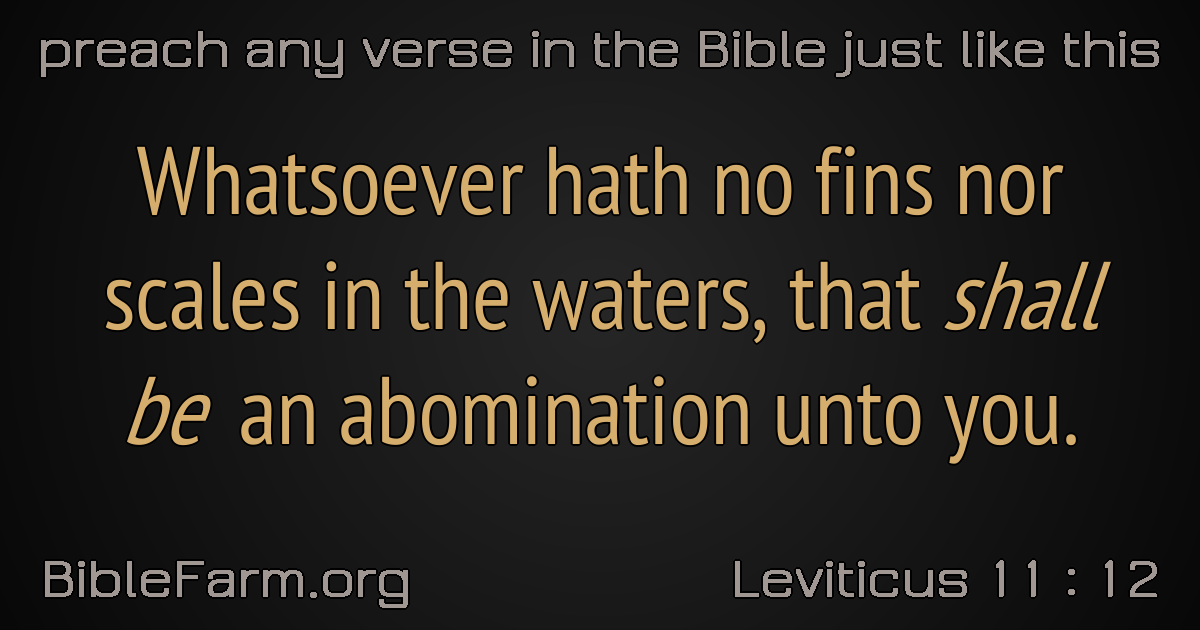 preach any verse in the Bible just like this
Whatsoever hath no fins nor
scales in the waters, that shall
be an abomination unto you.
BibleFarm.org
Leviticus 11 : 12